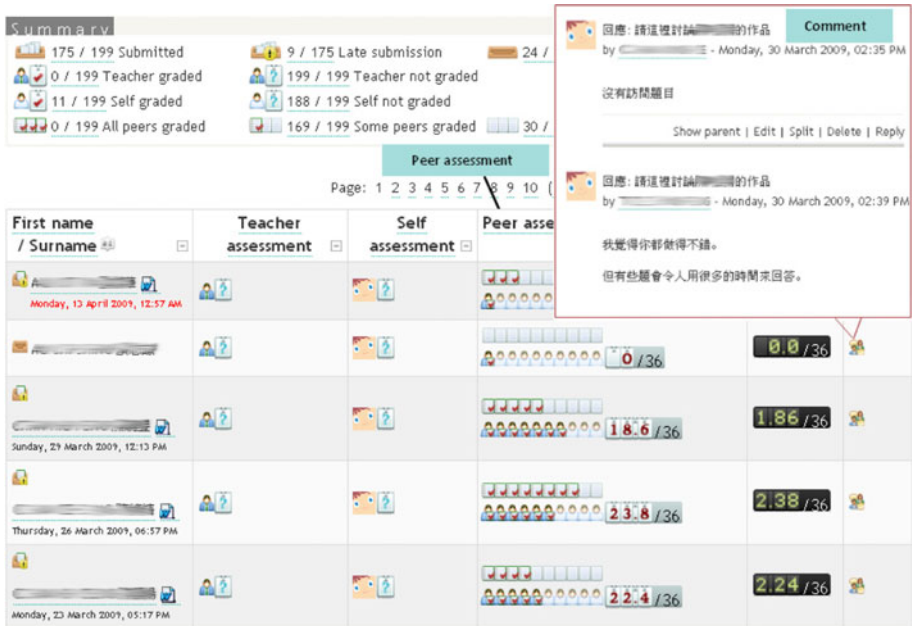 Summary
175 / 199 Submitted
9 / 175 Late submission
24 /
0 / 199 Teacher graded
199 / 199 Teacher not graded
11 / 199 Self graded
188 / 199 Self not graded
0 / 199 All peers graded
169 / 199 Some peers graded
30 /
Peer assessment
Page: 1 2 3 4 5 6 7 8 9 10 (
First name
/ Surname
Teacher
assessment
Self
assessment
Peer asse
Monday, 13 April 2009, 12:57 AM
0 /36
0.0 /36
Sunday, 29 March 2009, 12:13 PM
18.6 /36
1.86 /36
Thursday, 26 March 2009, 06:57 PM
23.8 /36
2.38 /36
Monday, 23 March 2009, 05:17 PM
22.4 /36
2.24 /36
Comment
回應: 請這裡討論 的作品
by - Monday, 30 March 2009, 02:35 PM
沒有訪問題目
Show parent | Edit | Split | Delete | Reply
回應: 請這裡討論 的作品
by - Monday, 30 March 2009, 02:39 PM
我覺得你都做得不錯。
但有些題會令人用很多的時間來回答。